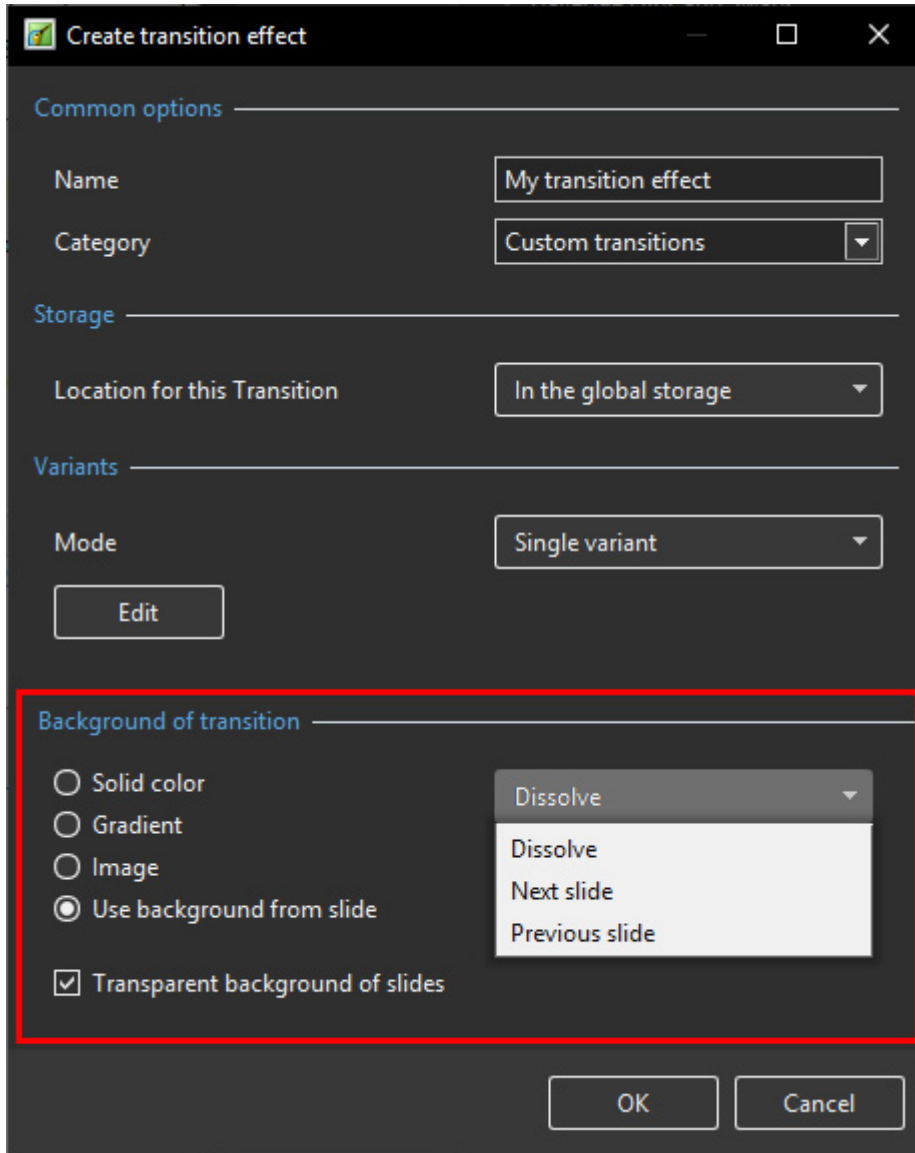 Create transition effect
Common options
Name
My transition effect
Category
Custom transitions
Storage
Location for this Transition
In the global storage
Variants
Mode
Single variant
Edit
Background of transition
Solid color
Dissolve
Gradient
Dissolve
Image
Next slide
Use background from slide
Previous slide
Transparent background of slides
OK
Cancel